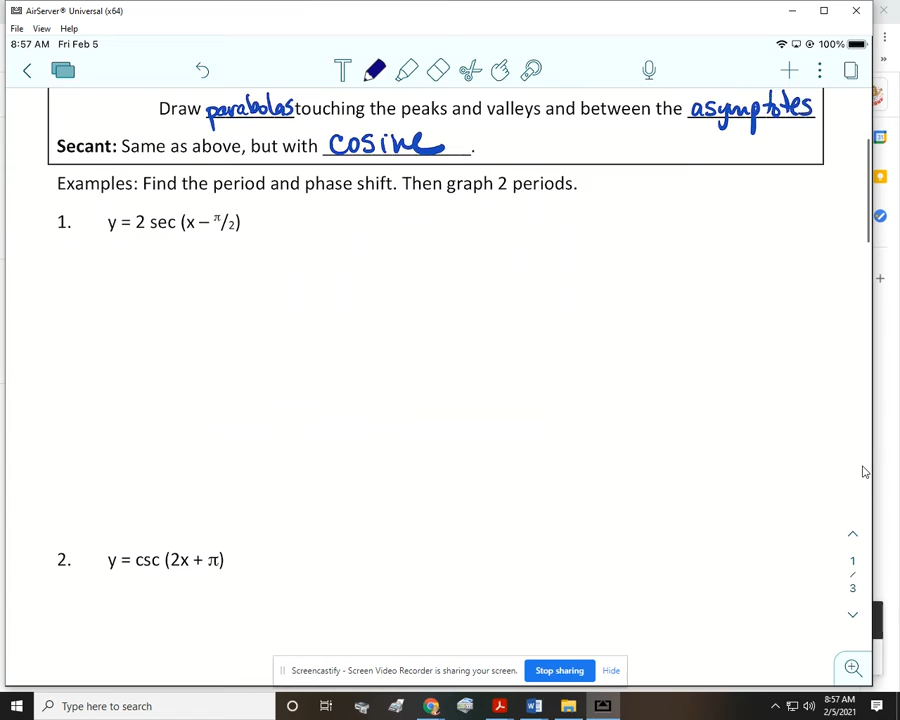 AirServer® Universal (x64)
File View Help
8:57 AM Fri Feb 5
100%
T
Draw parabolas touching the peaks and valleys and between the asymptotes
Secant: Same as above, but with cosine.
Examples: Find the period and phase shift. Then graph 2 periods.
1. y = 2 sec (x – π/2)
2. y = csc (2x + π)
1
/
3
Screencastify - Screen Video Recorder is sharing your screen. Stop sharing Hide
Type here to search
8:57 AM
2/5/2021